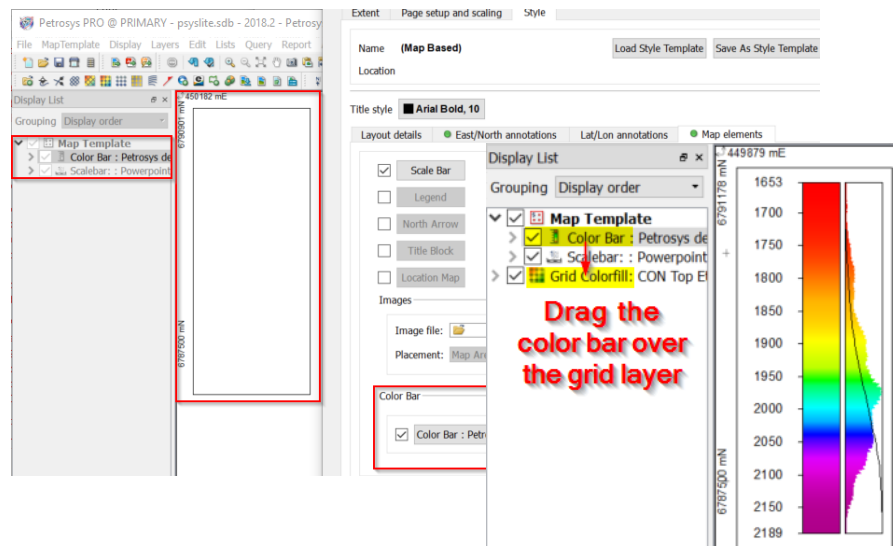 Petrosys PRO @ PRIMARY - psyslite.sdb - 2018.2 - Petrosy
File MapTemplate Display Layers Edit Lists Query Report
Display List
Grouping Display order
Map Template
Color Bar : Petrosys de
Scalebar: : Powerpoint
450182 mE
6790901 mN
6787500 mN
Extent Page setup and scaling Style
Name (Map Based) Load Style Template Save As Style Template
Location
Title style Arial Bold, 10
Layout details East/North annotations Lat/Lon annotations Map elements
Scale Bar
Legend
North Arrow
Title Block
Location Map
Images
Image file:
Placement: Map Are
Color Bar
Color Bar : Petr
Display List
Grouping Display order
Map Template
Color Bar : Petrosys de
Scalebar: : Powerpoint
Grid Colorfill: CON Top E
Drag the
color bar over
the grid layer
449879 mE
6791178 mN
6787500 mN
1653
1700
1750
1800
1850
1900
1950
2000
2050
2100
2150
2189